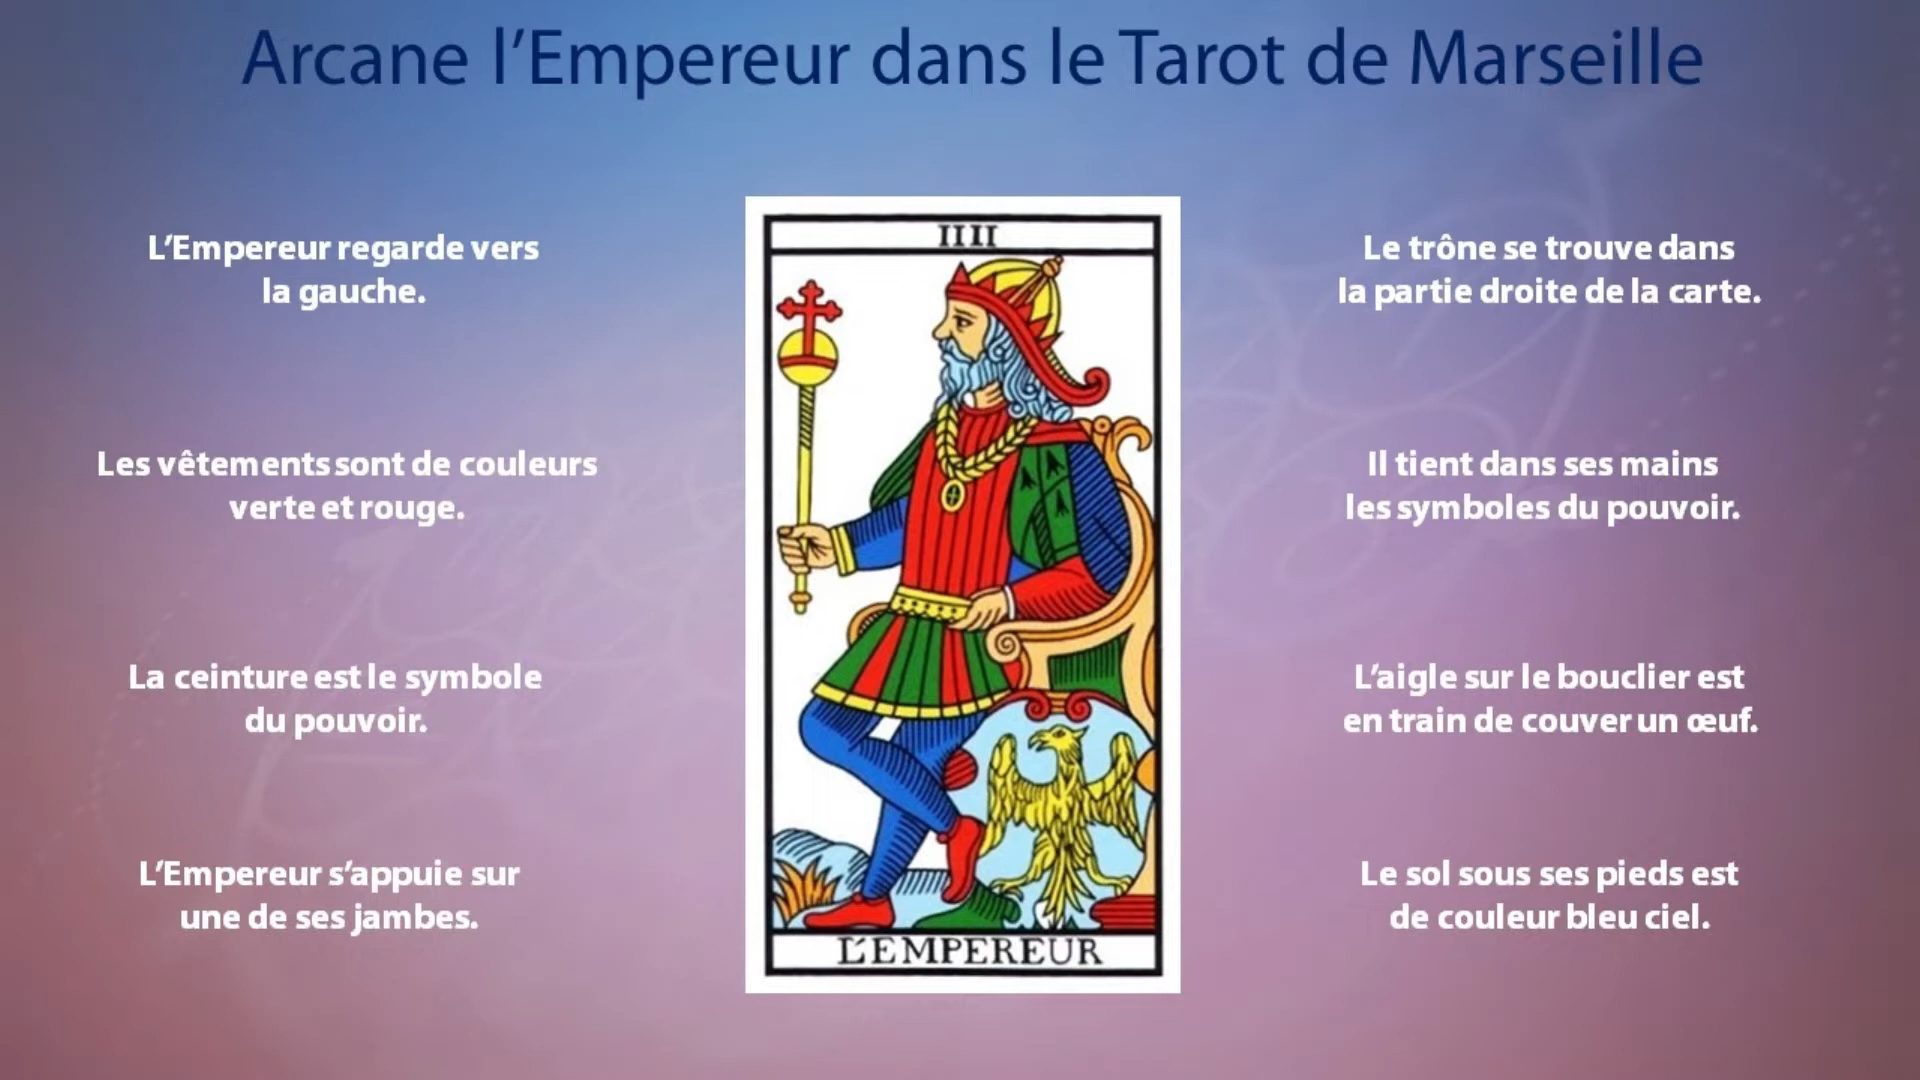 Arcane l'Empereur dans le Tarot de Marseille
L'Empereur regarde vers
la gauche.
Les vêtements sont de couleurs
verte et rouge.
La ceinture est le symbole
du pouvoir.
L'Empereur s'appuie sur
une de ses jambes.
IIII
L'EMPEREUR
Le trône se trouve dans
la partie droite de la carte.
Il tient dans ses mains
les symboles du pouvoir.
L'aigle sur le bouclier est
en train de couver un œuf.
Le sol sous ses pieds est
de couleur bleu ciel.